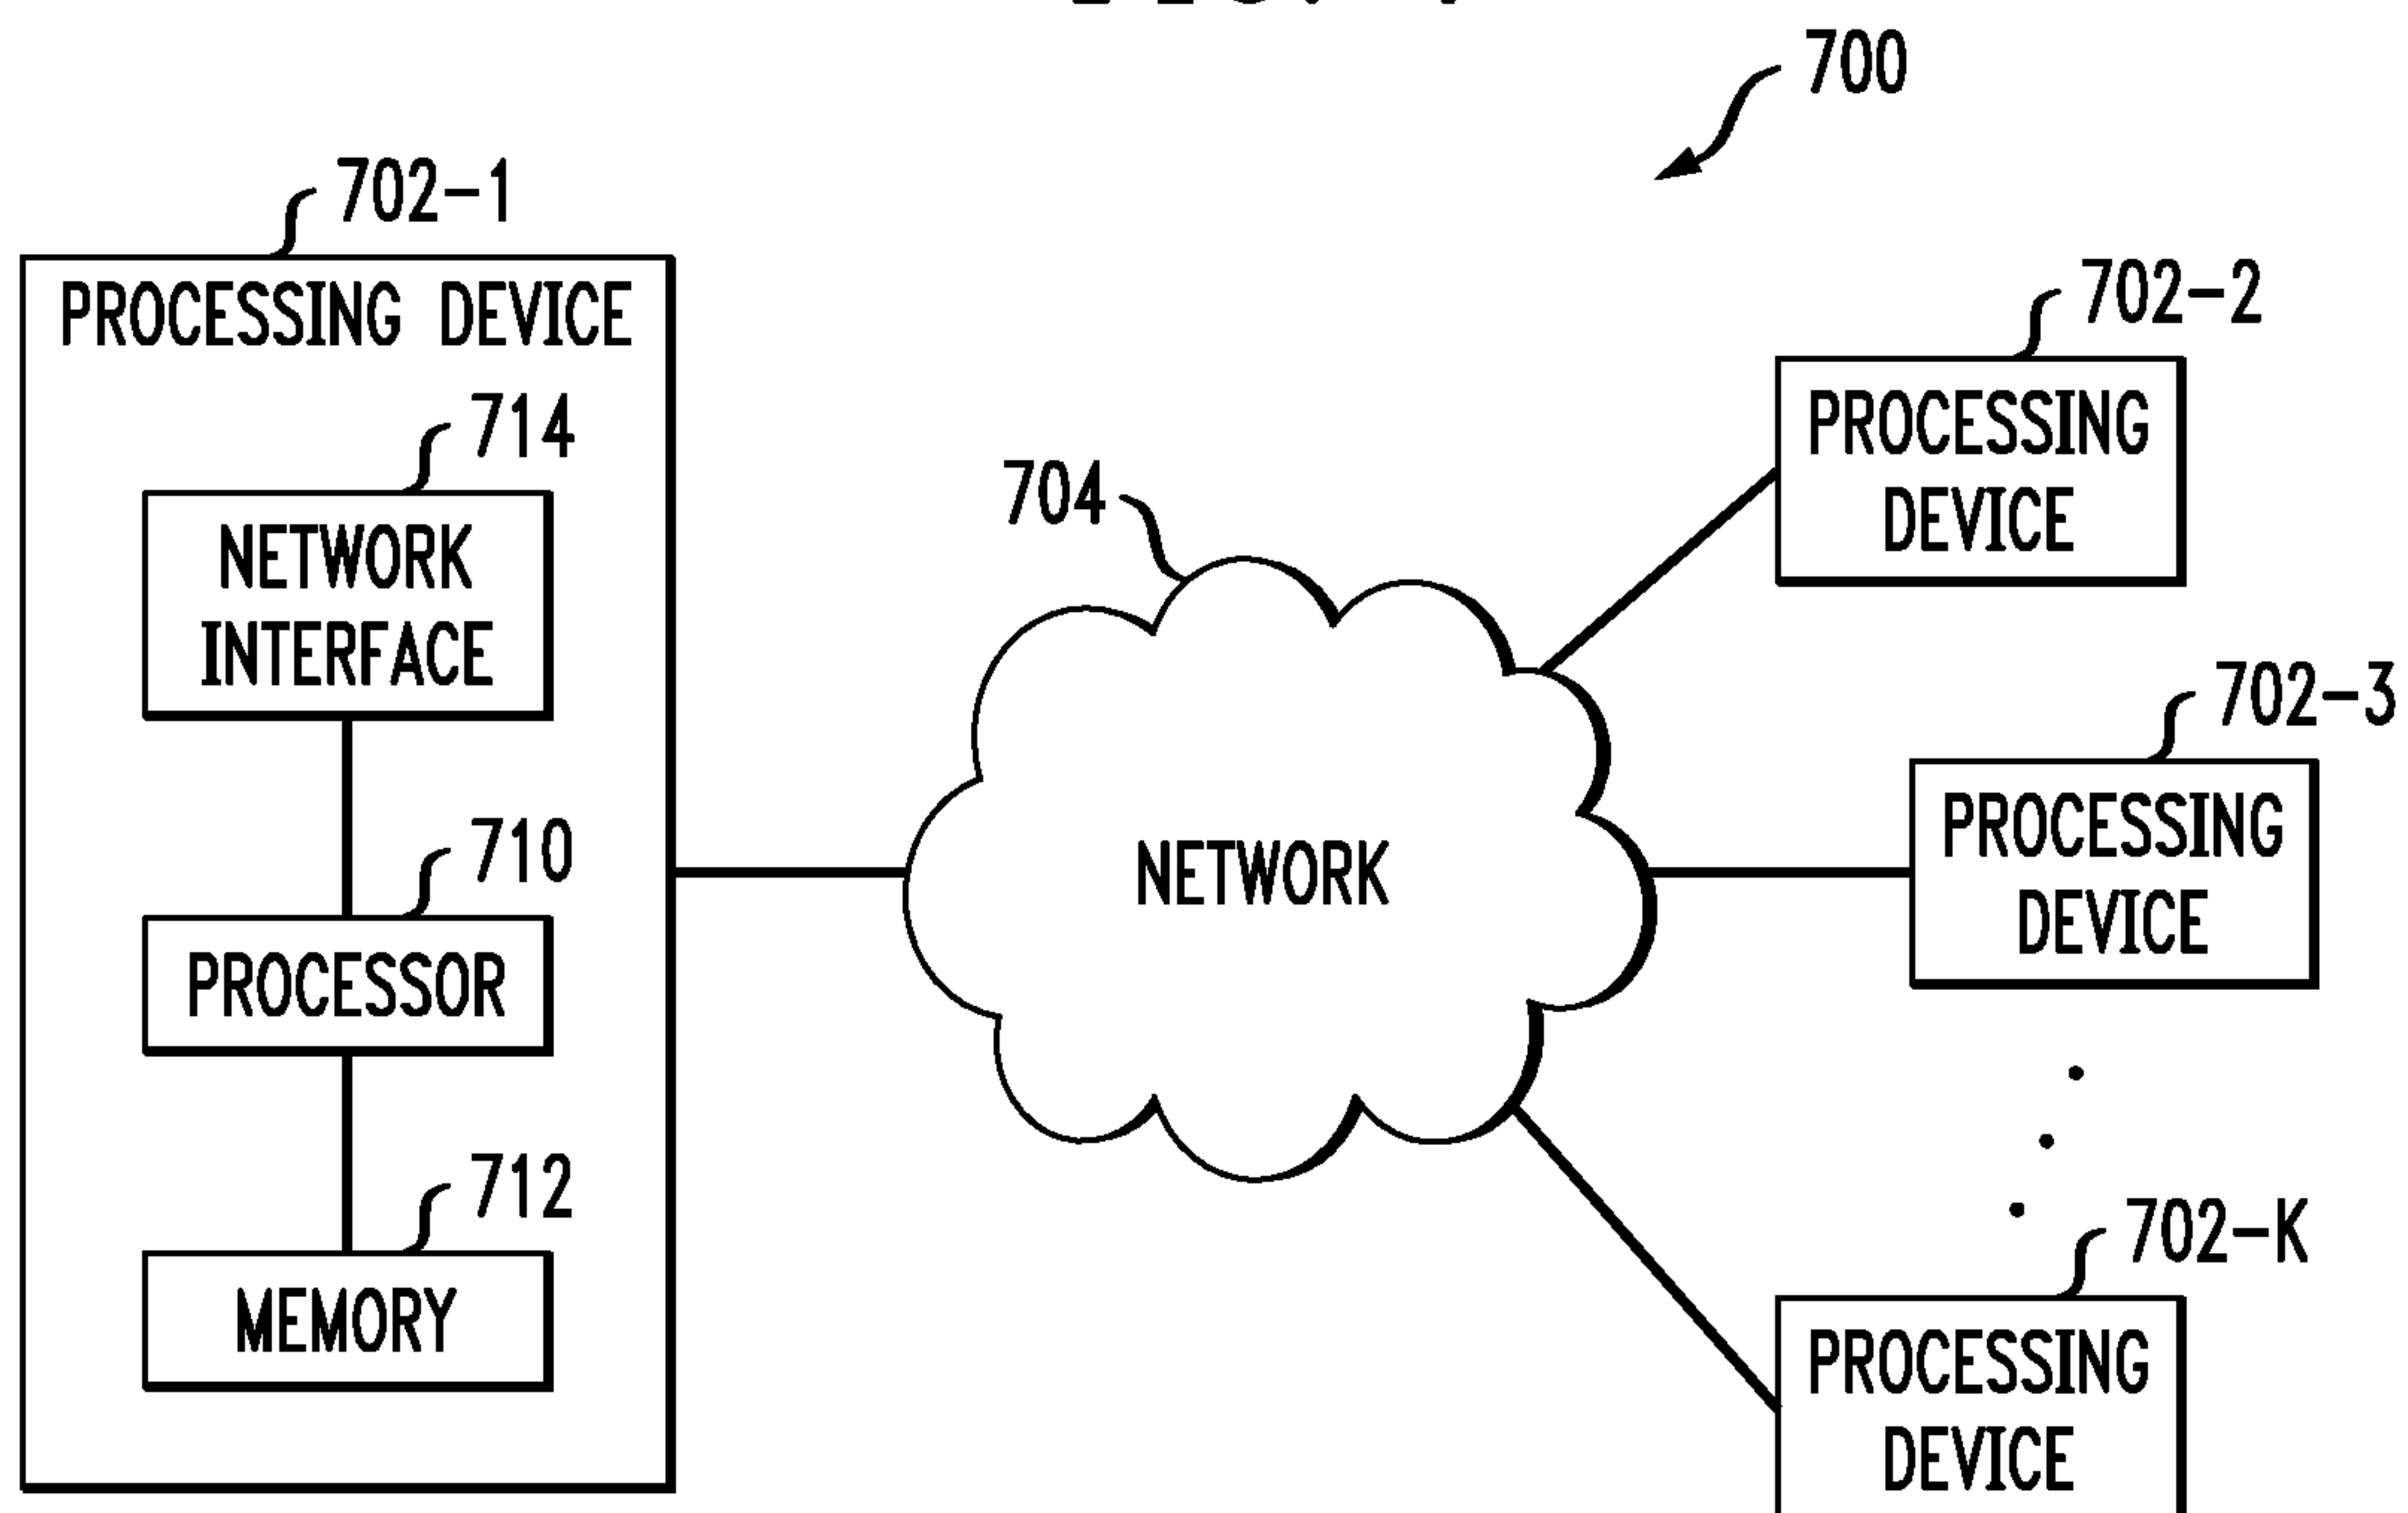 700
702-1
PROCESSING DEVICE
714
NETWORK
INTERFACE
710
PROCESSOR
712
MEMORY
704
NETWORK
702-2
PROCESSING
DEVICE
702-3
PROCESSING
DEVICE
702-K
PROCESSING
DEVICE